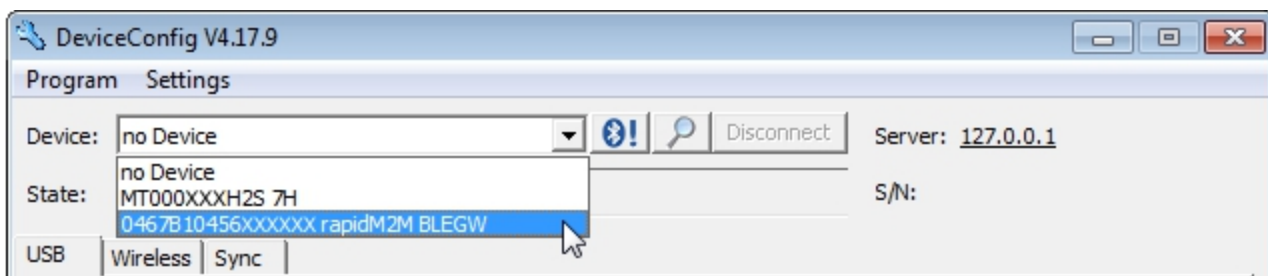 DeviceConfig V4.17.9
Program Settings
Device: no Device Disconnect Server: 127.0.0.1
no Device
State: MT000XXXH2S 7H S/N:
0467B10456XXXXXX rapidM2M BLEGW
USB Wireless Sync